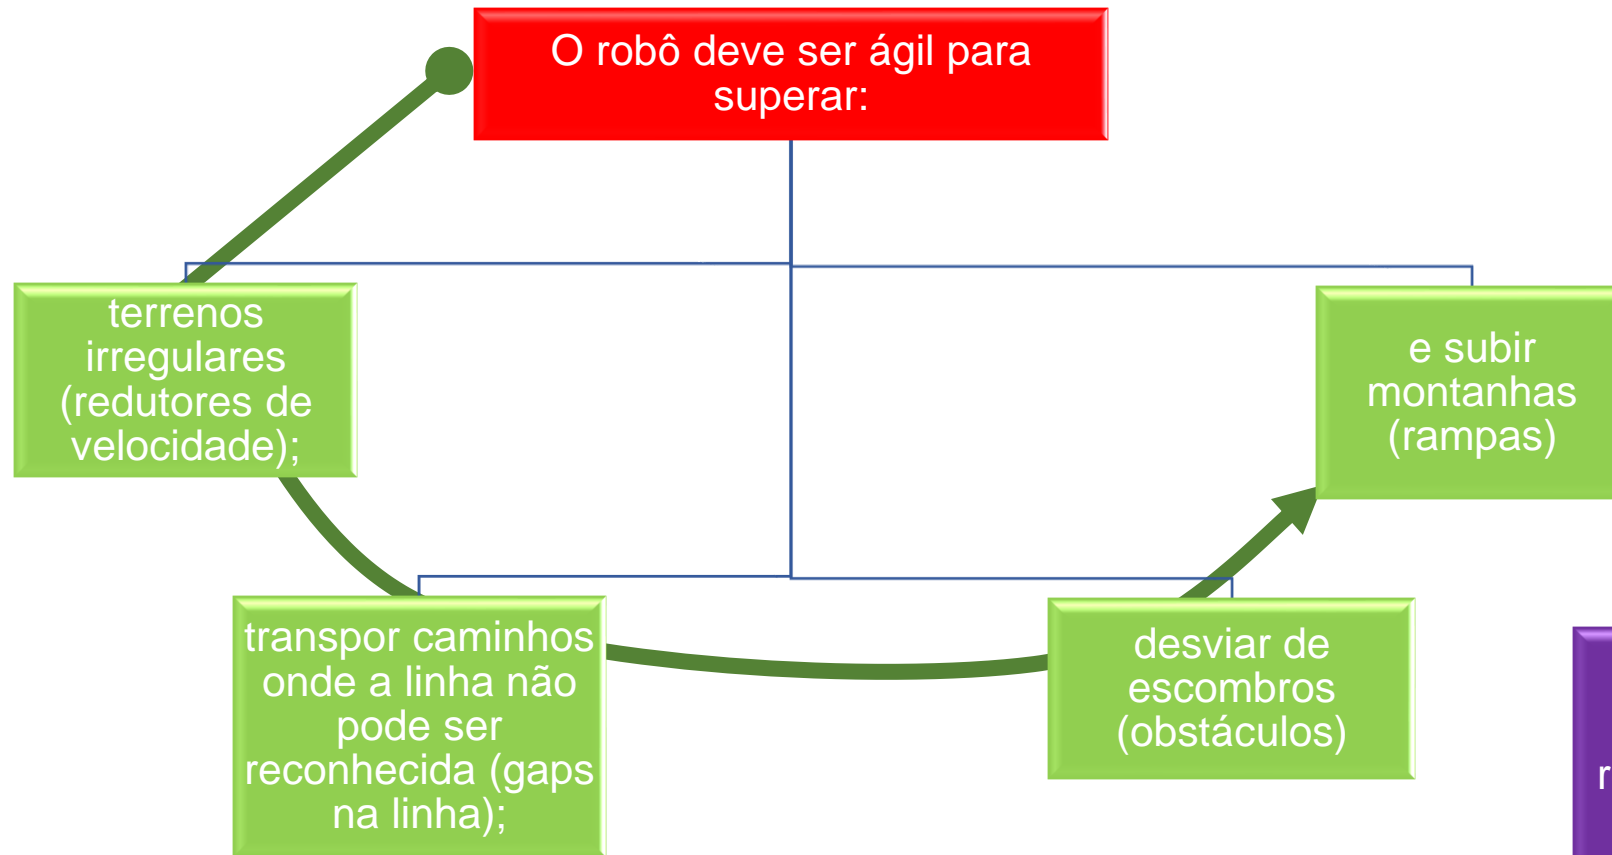 O robô deve ser ágil para
superar:
terrenos
irregulares
(redutores de
velocidade);
transpor caminhos
onde a linha não
pode ser
reconhecida (gaps
na linha);
desviar de
escombros
(obstáculos)
e subir
montanhas
(rampas)